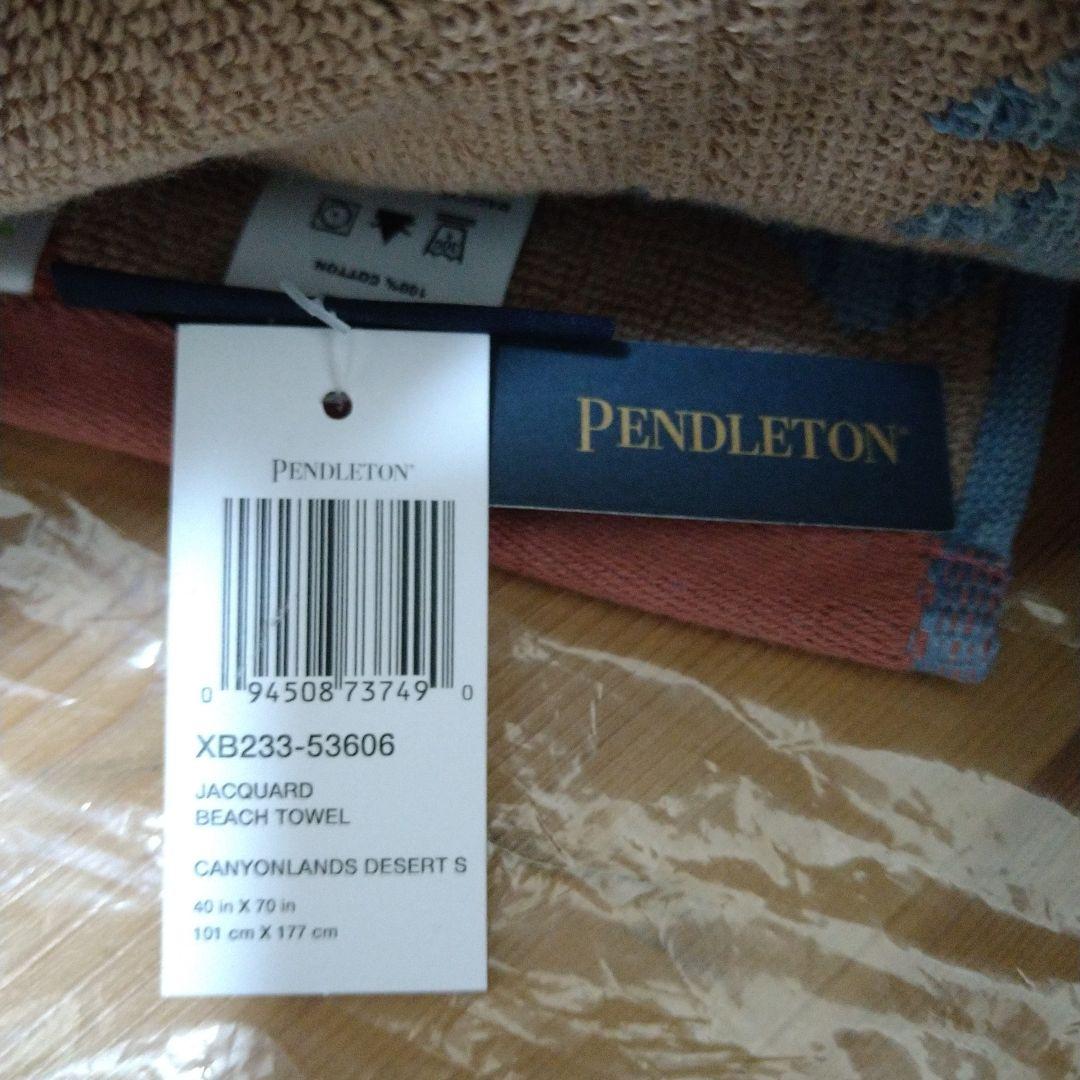 100% COTTON
PENDLETON®
PENDLETON®
0 94508 73749 0
XB233-53606
JACQUARD
BEACH TOWEL
CANYONLANDS DESERT S
40 in X 70 in
101 cm X 177 cm